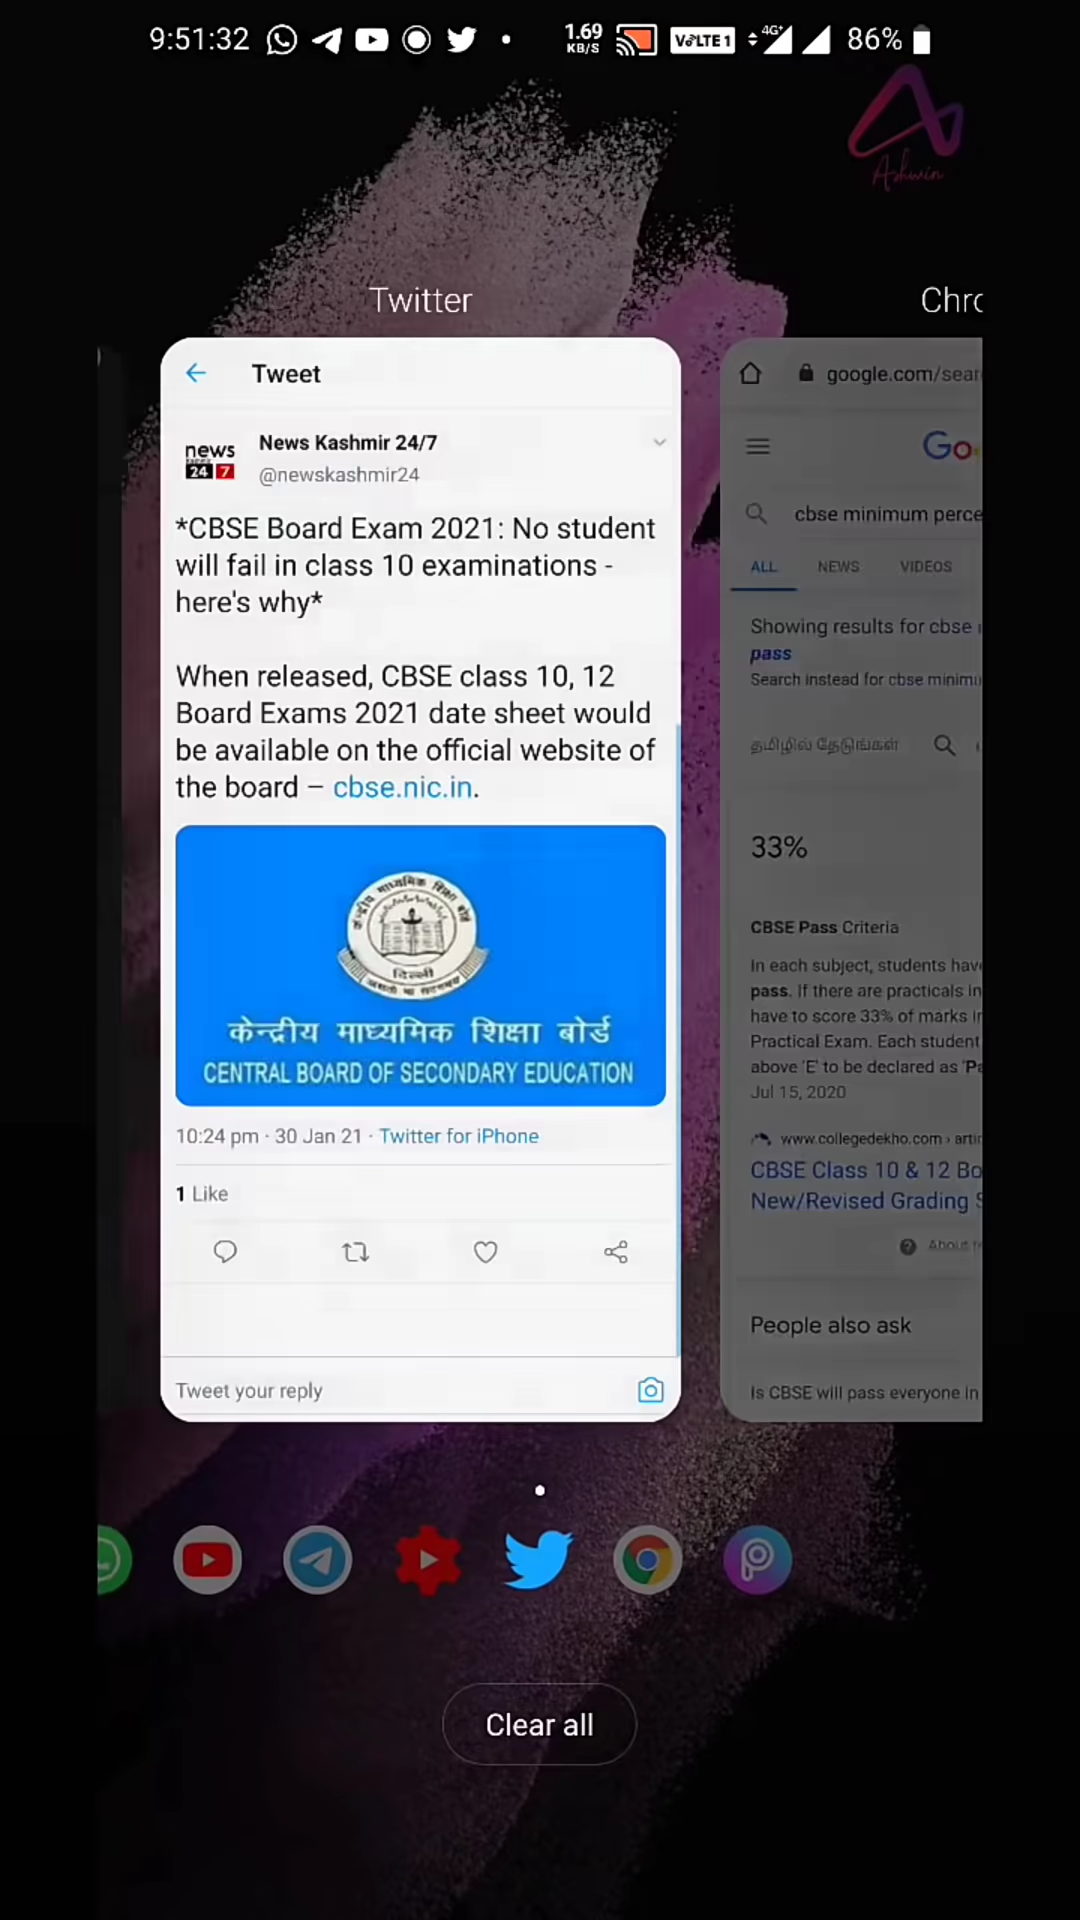 9:51:32
1.69
KB/S
VoLTE 1
4G+
86%
Ashwin
Twitter
Chro
Tweet
google.com/sear
news
24 7
News Kashmir 24/7
@newskashmir24
*CBSE Board Exam 2021: No student
will fail in class 10 examinations -
here's why*
When released, CBSE class 10, 12
Board Exams 2021 date sheet would
be available on the official website of
the board – cbse.nic.in.
केन्द्रीय माध्यमिक शिक्षा बोर्ड
दिल्ली
केन्द्रीय माध्यमिक शिक्षा बोर्ड
CENTRAL BOARD OF SECONDARY EDUCATION
10:24 pm · 30 Jan 21 · Twitter for iPhone
1 Like
Tweet your reply
Goo
cbse minimum perce
ALL NEWS VIDEOS
Showing results for cbse
pass
Search instead for cbse minimu
தமிழில் தேடுங்கள்
33%
CBSE Pass Criteria
In each subject, students have
pass. If there are practicals in
have to score 33% of marks in
Practical Exam. Each student
above 'E' to be declared as 'Pa
Jul 15, 2020
www.collegedekho.com › artic
CBSE Class 10 & 12 Bo
New/Revised Grading S
About
People also ask
Is CBSE will pass everyone in
Clear all